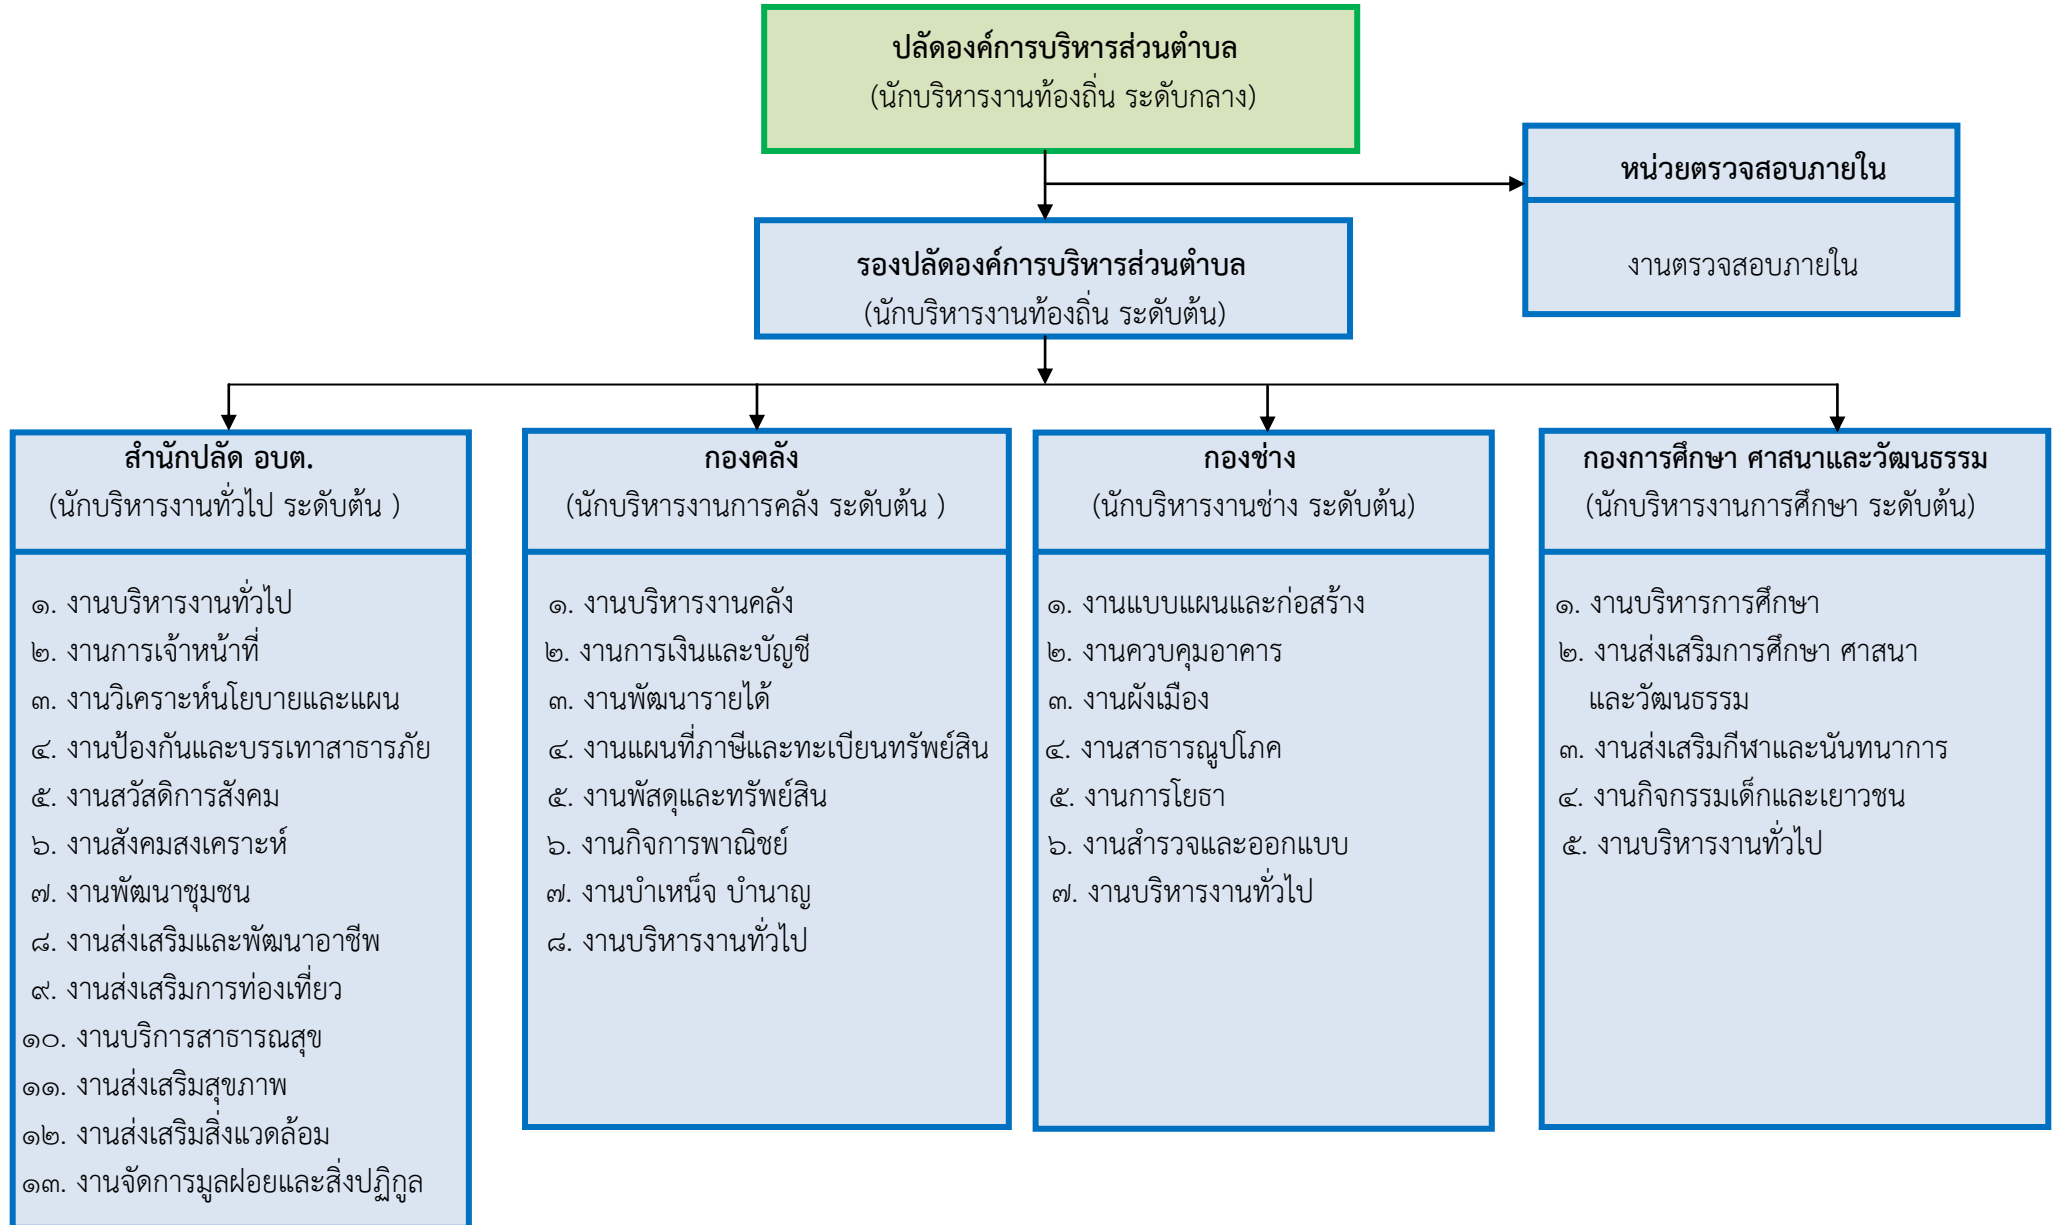 ปลัดองค์การบริหารส่วนตำบล
(นักบริหารงานท้องถิ่น ระดับกลาง)
หน่วยตรวจสอบภายใน
งานตรวจสอบภายใน
รองปลัดองค์การบริหารส่วนตำบล
(นักบริหารงานท้องถิ่น ระดับต้น)
สำนักปลัด อบต.
(นักบริหารงานทั่วไป ระดับต้น )
๑. งานบริหารงานทั่วไป
๒. งานการเจ้าหน้าที่
๓. งานวิเคราะห์นโยบายและแผน
๔. งานป้องกันและบรรเทาสาธารภัย
๕. งานสวัสดิการสังคม
๖. งานสังคมสงเคราะห์
๗. งานพัฒนาชุมชน
๘. งานส่งเสริมและพัฒนาอาชีพ
๙. งานส่งเสริมการท่องเที่ยว
๑๐. งานบริการสาธารณสุข
๑๑. งานส่งเสริมสุขภาพ
๑๒. งานส่งเสริมสิ่งแวดล้อม
๑๓. งานจัดการมูลฝอยและสิ่งปฏิกูล
กองคลัง
(นักบริหารงานการคลัง ระดับต้น )
๑. งานบริหารงานคลัง
๒. งานการเงินและบัญชี
๓. งานพัฒนารายได้
๔. งานแผนที่ภาษีและทะเบียนทรัพย์สิน
๕. งานพัสดุและทรัพย์สิน
๖. งานกิจการพาณิชย์
๗. งานบำเหน็จ บำนาญ
๘. งานบริหารงานทั่วไป
กองช่าง
(นักบริหารงานช่าง ระดับต้น)
๑. งานแบบแผนและก่อสร้าง
๒. งานควบคุมอาคาร
๓. งานผังเมือง
๔. งานสาธารณูปโภค
๕. งานการโยธา
๖. งานสำรวจและออกแบบ
๗. งานบริหารงานทั่วไป
กองการศึกษา ศาสนาและวัฒนธรรม
(นักบริหารงานการศึกษา ระดับต้น)
๑. งานบริหารการศึกษา
๒. งานส่งเสริมการศึกษา ศาสนา
และวัฒนธรรม
๓. งานส่งเสริมกีฬาและนันทนาการ
๔. งานกิจกรรมเด็กและเยาวชน
๕. งานบริหารงานทั่วไป